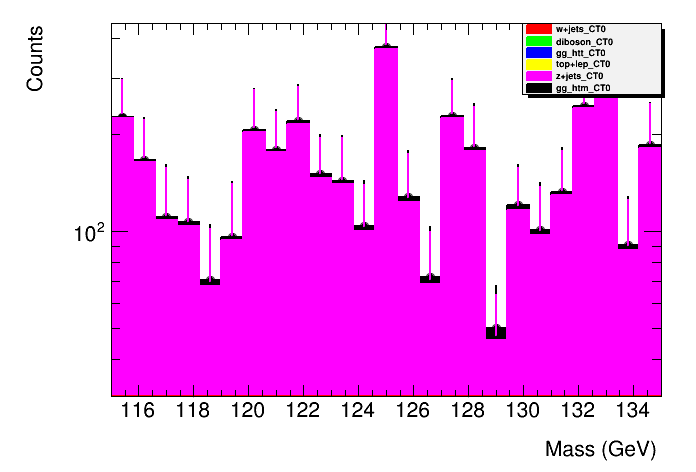 Counts
w+jets_CT0
diboson_CT0
gg_htt_CT0
top+lep_CT0
z+jets_CT0
gg_htm_CT0
10²
116 118 120 122 124 126 128 130 132 134
Mass (GeV)